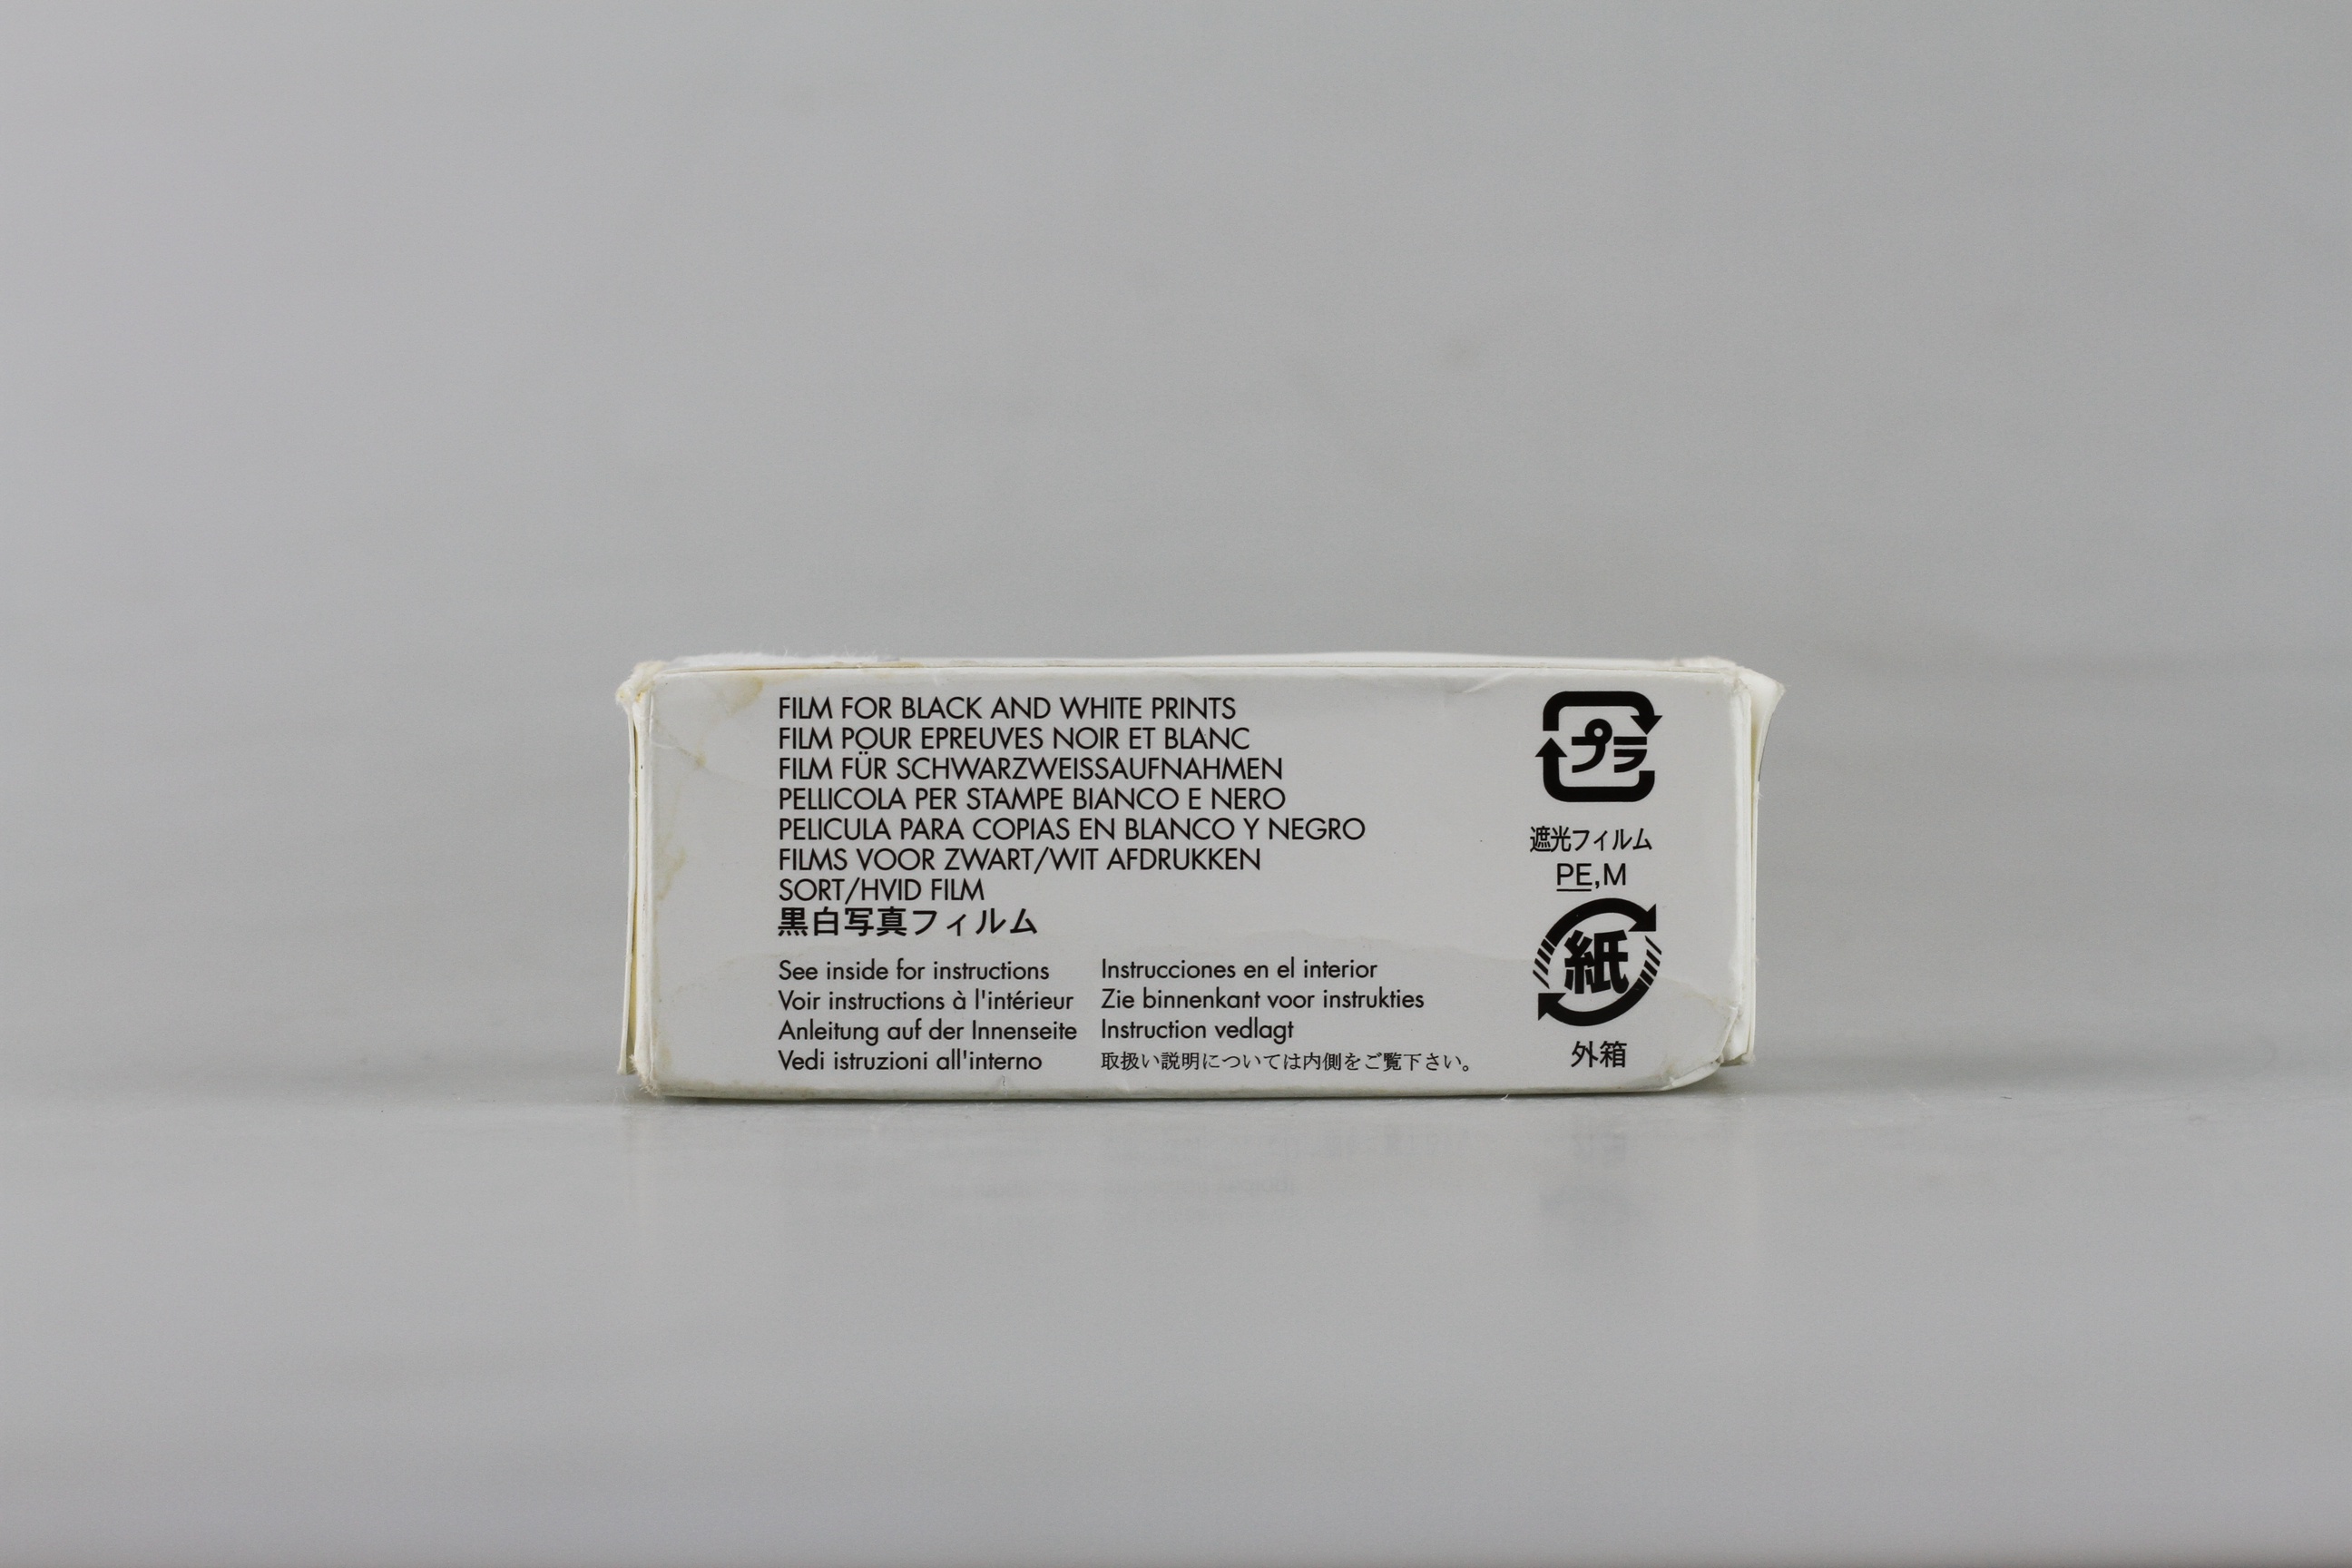 FILM FOR BLACK AND WHITE PRINTS
FILM POUR EPREUVES NOIR ET BLANC
FILM FÜR SCHWARZWEISSAUFNAHMEN
PELLICOLA PER STAMPE BIANCO E NERO
PELICULA PARA COPIAS EN BLANCO Y NEGRO
FILMS VOOR ZWART/WIT AFDRUKKEN
SORT/HVID FILM
黒白写真フィルム
See inside for instructions
Voir instructions à l'intérieur
Anleitung auf der Innenseite
Vedi istruzioni all'interno
Instrucciones en el interior
Zie binnenkant voor instrukties
Instruction vedlagt
取扱い説明については内側をご覧下さい。
プラ
遮光フィルム
PE,M
紙
外箱